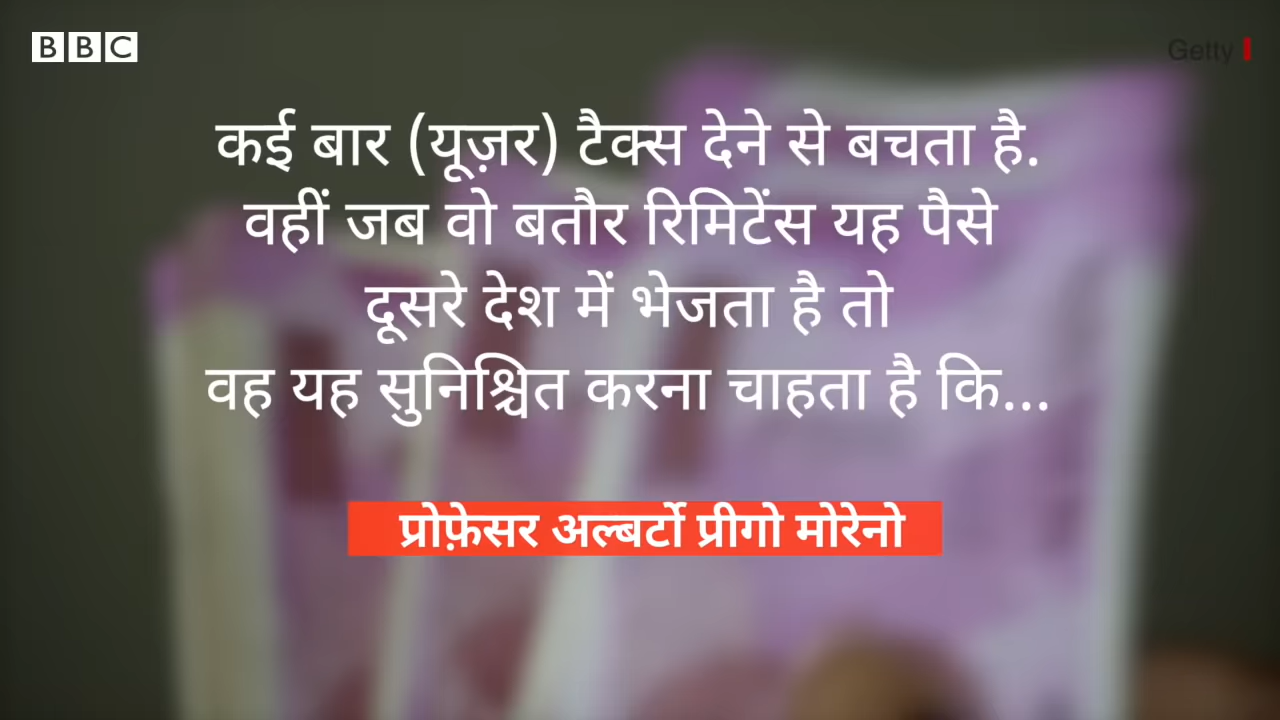 BBC
Getty
कई बार (यूज़र) टैक्स देने से बचता है.
वहीं जब वो बतौर रिमिटेंस यह पैसे
दूसरे देश में भेजता है तो
वह यह सुनिश्चित करना चाहता है कि...
प्रोफ़ेसर अल्बर्टो प्रीगो मोरेनो